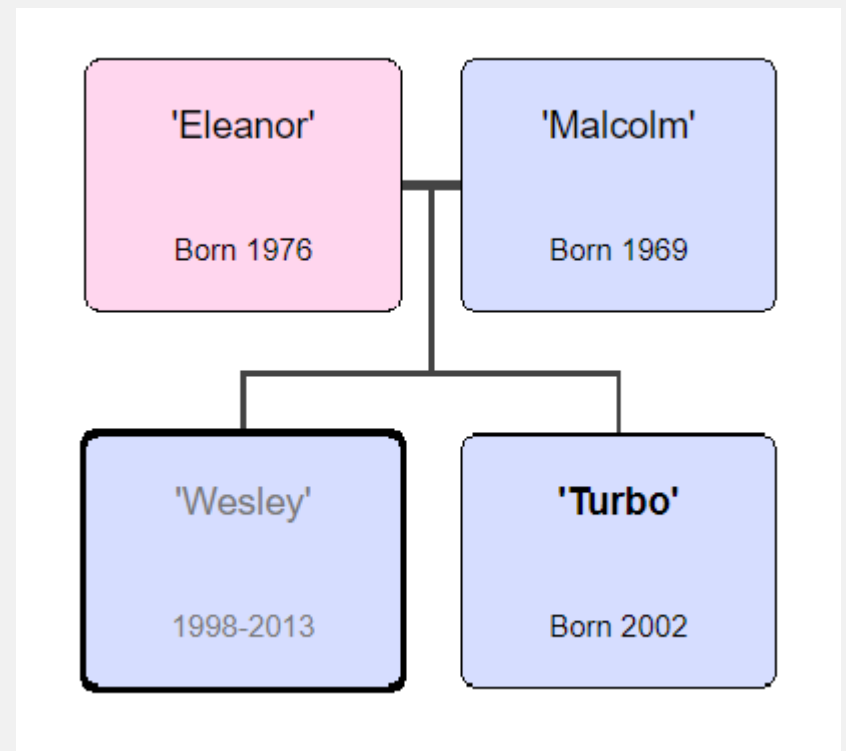 'Eleanor'
Born 1976
'Malcolm'
Born 1969
'Wesley'
1998-2013
'Turbo'
Born 2002